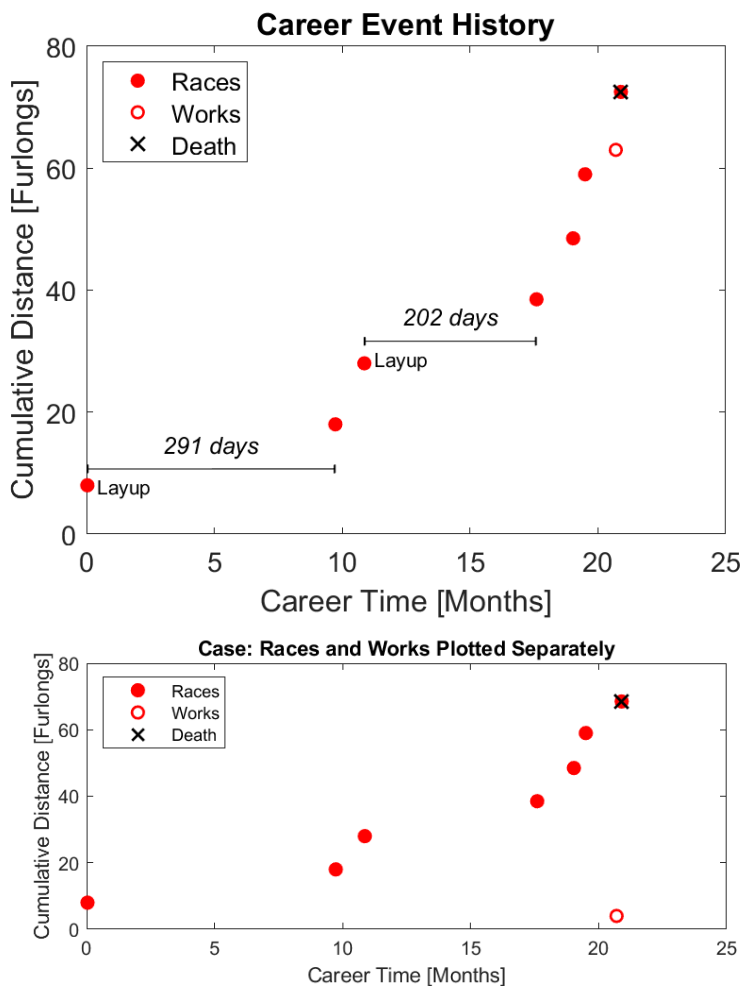 Career Event History
Cumulative Distance [Furlongs]
80
60
40
20
0
Races
Works
Death
202 days
Layup
291 days
Layup
0 5 10 15 20 25
Career Time [Months]
Case: Races and Works Plotted Separately
Cumulative Distance [Furlongs]
80
60
40
20
0
Races
Works
Death
0 5 10 15 20 25
Career Time [Months]